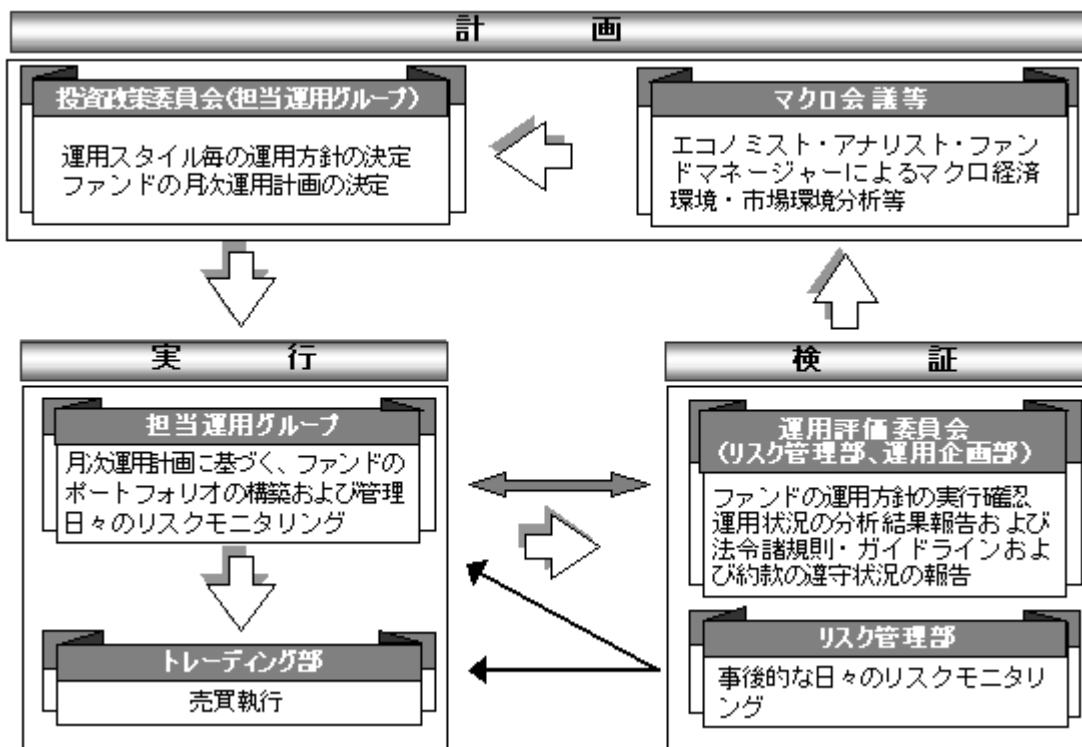 計　画
投資政策委員会(担当運用グループ)
運用スタイル毎の運用方針の決定
ファンドの月次運用計画の決定
マクロ会議等
エコノミスト・アナリスト・ファン
ドマネージャーによるマクロ経済
環境・市場環境分析等
実　行
担当運用グループ
月次運用計画に基づく、ファンドの
ポートフォリオの構築および管理
日々のリスクモニタリング
トレーディング部
売買執行
検　証
運用評価委員会
(リスク管理部、運用企画部)
ファンドの運用方針の実行確認
運用状況の分析結果報告および
法令諸規則・ガイドラインおよ
び約款の遵守状況の報告
リスク管理部
事後的な日々のリスクモニタリ
ング